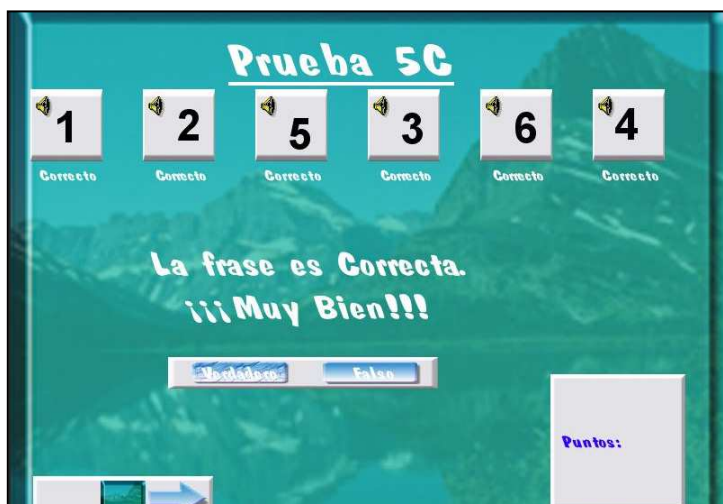 Prueba 5C
1 2 5 3 6 4
Correcto Correcto Correcto Correcto Correcto Correcto
La frase es Correcta.
¡¡¡Muy Bien!!!
Verdadero Falso
Puntos: